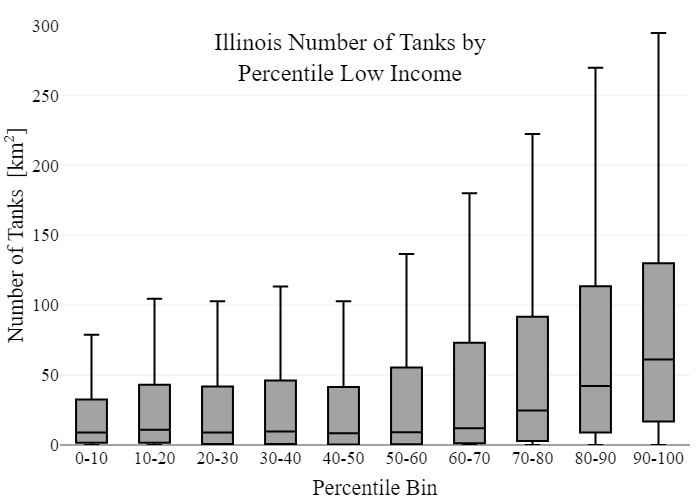 Illinois Number of Tanks by
Percentile Low Income
Number of Tanks [km²]
300
250
200
150
100
50
0
0-10 10-20 20-30 30-40 40-50 50-60 60-70 70-80 80-90 90-100
Percentile Bin